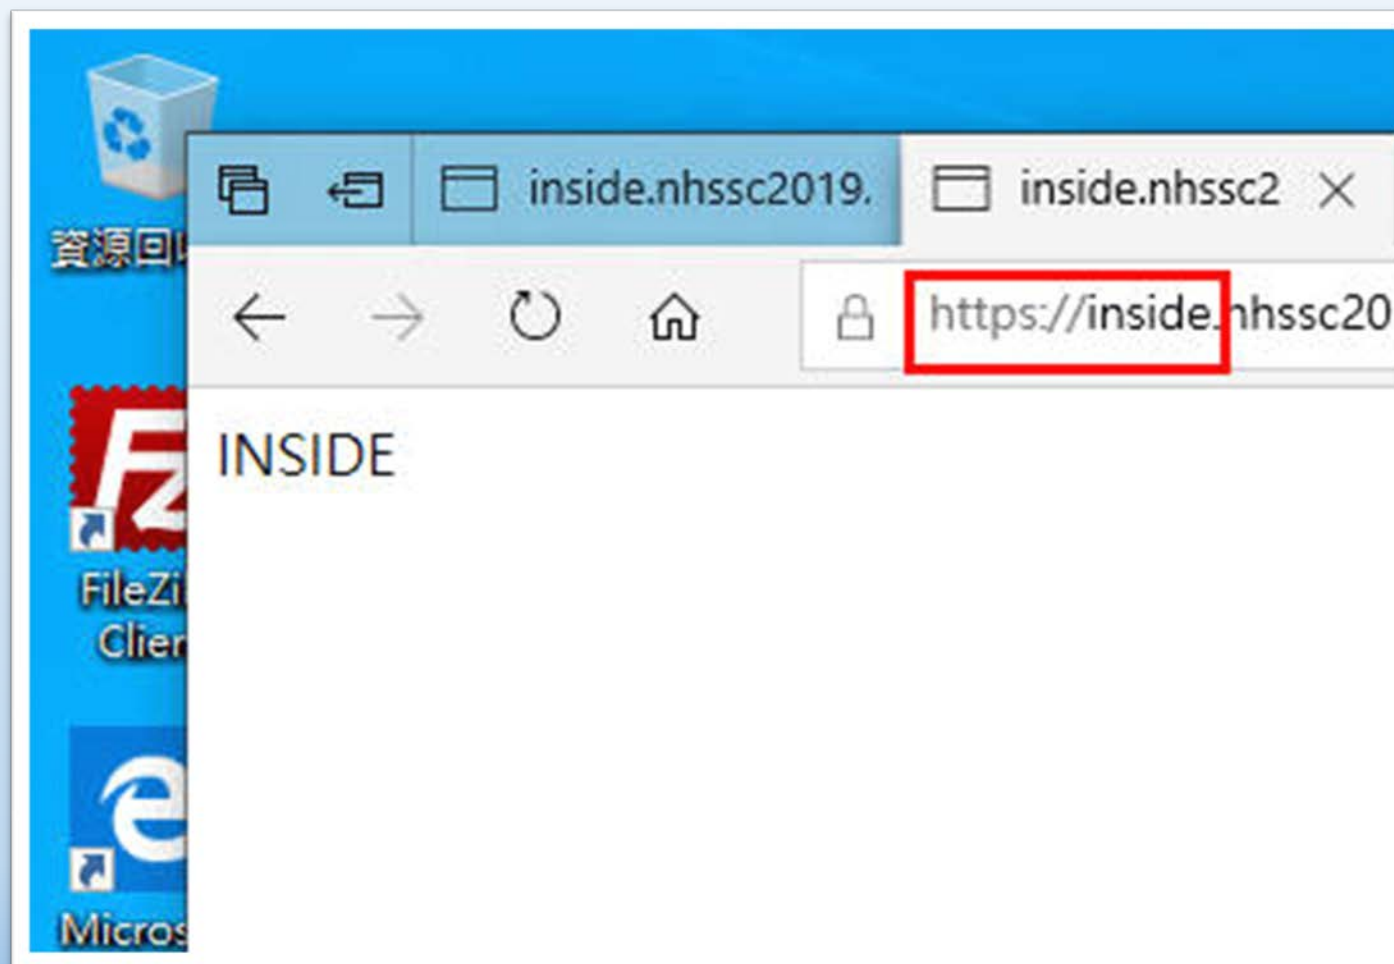 資源回
inside.nhssc2019.
inside.nhssc2
https://inside.nhssc20
INSIDE
FileZi
Clien
Micros